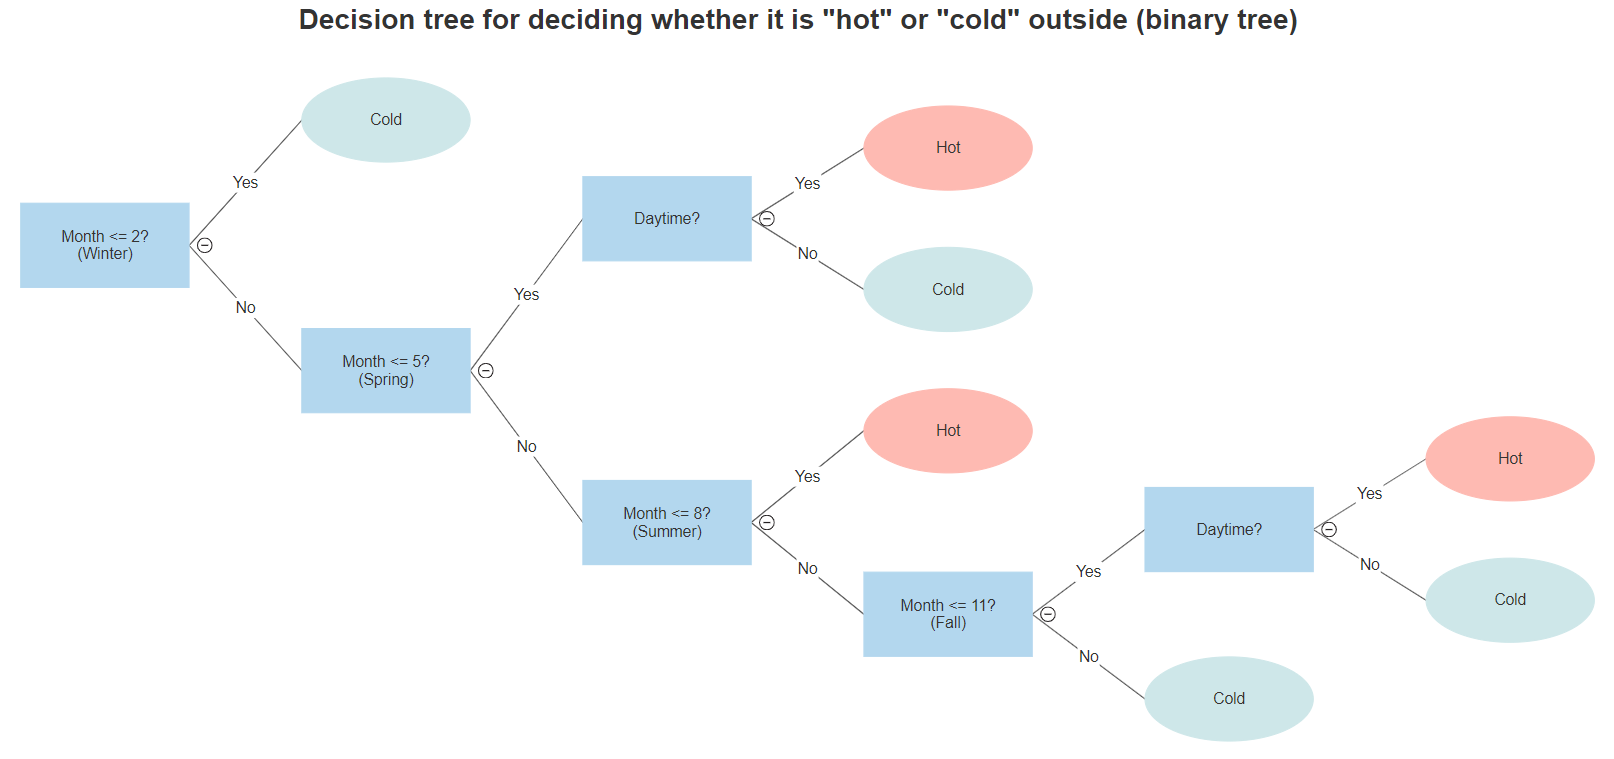 Decision tree for deciding whether it is "hot" or "cold" outside (binary tree)
Cold
Yes
Month <= 2?
(Winter)
No
Month <= 5?
(Spring)
Yes
Daytime?
Yes
Hot
No
Cold
No
Month <= 8?
(Summer)
Yes
Hot
No
Month <= 11?
(Fall)
Yes
Daytime?
Yes
Hot
No
Cold
No
Cold